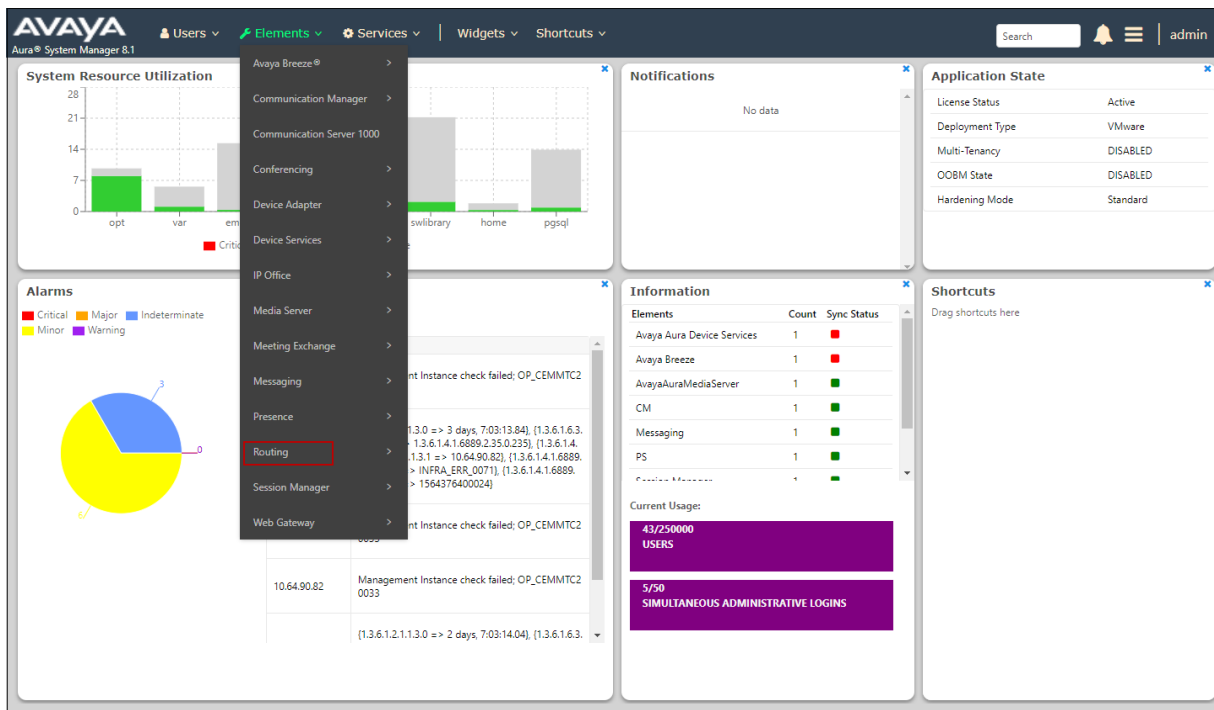 AVAYA
Aura® System Manager 8.1
Users
Elements
Services
Widgets
Shortcuts
Search
admin
Avaya Breeze®
Communication Manager
Communication Server 1000
Conferencing
Device Adapter
Device Services
IP Office
Media Server
Meeting Exchange
Messaging
Presence
Routing
Session Manager
Web Gateway
System Resource Utilization
28
21
14
7
0
opt
var
em
swlibrary
home
pgsql
Critic
Notifications
No data
Application State
License Status Active
Deployment Type VMware
Multi-Tenancy DISABLED
OOBM State DISABLED
Hardening Mode Standard
Alarms
Critical Major Indeterminate
Minor Warning
3
0
nt Instance check failed; OP_CEMMTC2
1.3.0 => 3 days, 7:03:13.84}, {1.3.6.1.6.3.
1.3.6.1.4.1.6889.2.35.0.235}, {1.3.6.1.4.
.1.3.1 => 10.64.90.82}, {1.3.6.1.4.1.6889.
> INFRA_ERR_0071}, {1.3.6.1.4.1.6889.
> 1564376400024}
nt Instance check failed; OP_CEMMTC2
10.64.90.82
Management Instance check failed; OP_CEMMTC2
0033
{1.3.6.1.2.1.1.3.0 => 2 days, 7:03:14.04}, {1.3.6.1.6.3.
Information
Elements Count Sync Status
Avaya Aura Device Services 1
Avaya Breeze 1
AvayaAuraMediaServer 1
CM 1
Messaging 1
PS 1
Session Manager 1
Current Usage:
43/250000
USERS
5/50
SIMULTANEOUS ADMINISTRATIVE LOGINS
Shortcuts
Drag shortcuts here